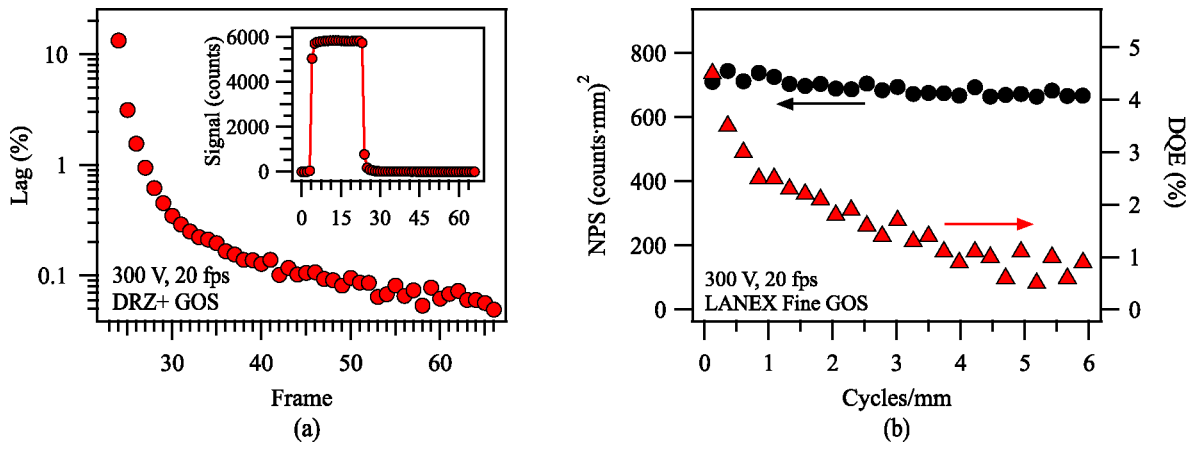 Lag (%)
10
1
0.1
Signal (counts)
6000
4000
2000
0
0 15 30 45 60
300 V, 20 fps
DRZ+ GOS
30 40 50 60
Frame
(a)
NPS (counts·mm)²
800
600
400
200
0
300 V, 20 fps
LANEX Fine GOS
0 1 2 3 4 5 6
Cycles/mm
(b)
5
4
3
2
1
0
DQE (%)